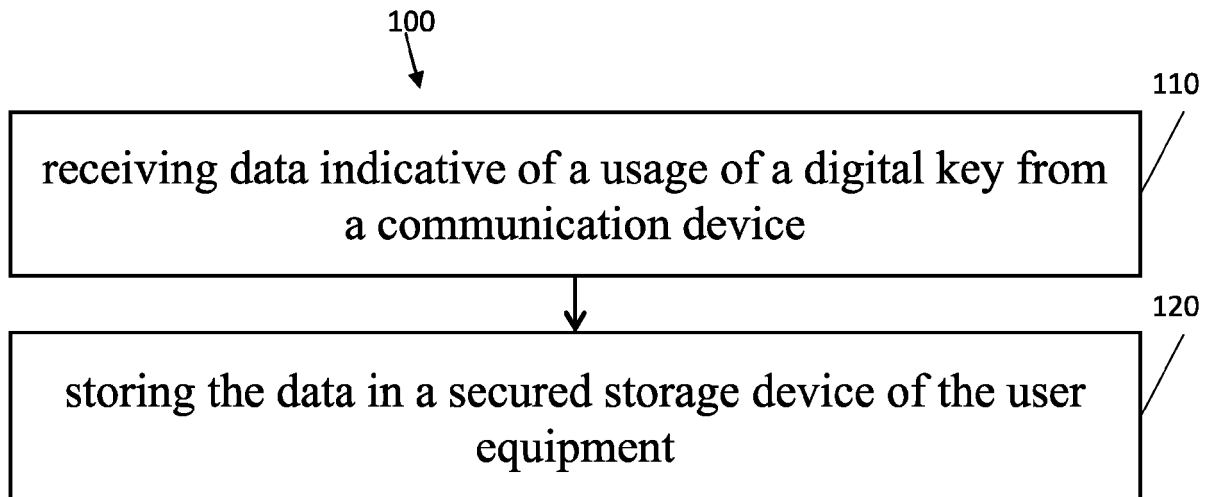 100
110
receiving data indicative of a usage of a digital key from
a communication device
120
storing the data in a secured storage device of the user
equipment